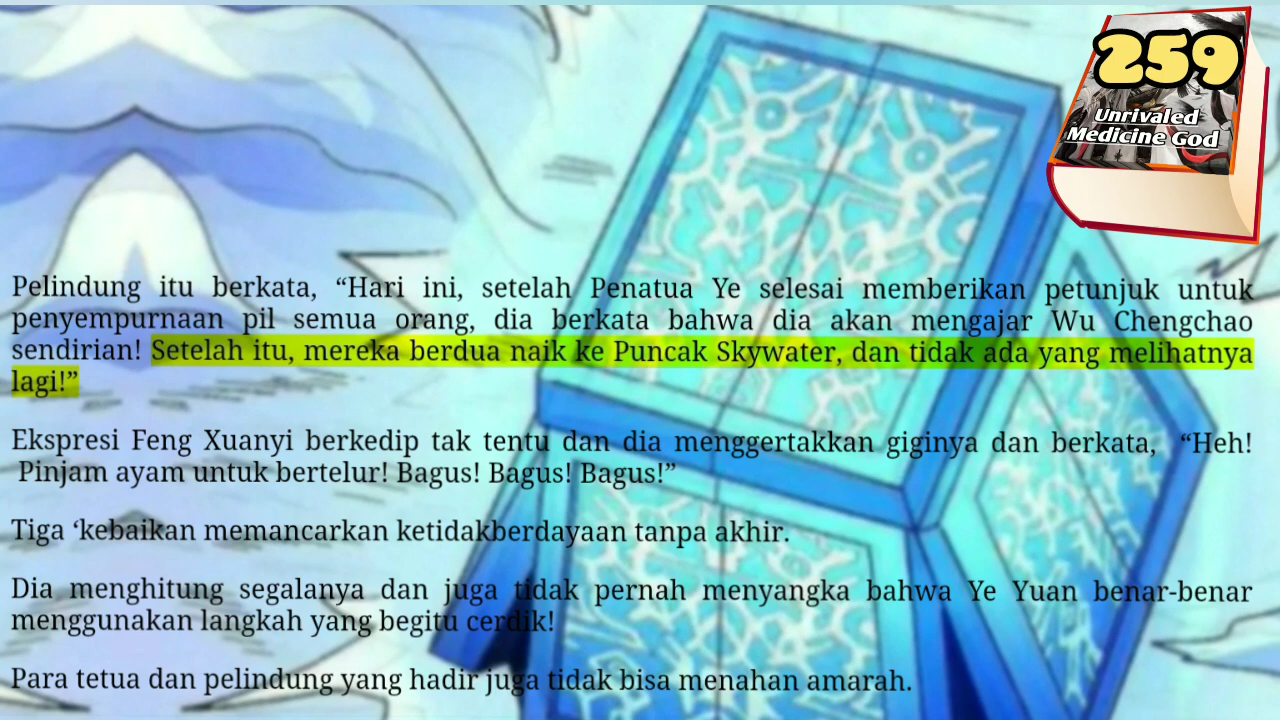 259
Unrivaled
Medicine God
Pelindung itu berkata, “Hari ini, setelah Penatua Ye selesai memberikan petunjuk untuk
penyempurnaan pil semua orang, dia berkata bahwa dia akan mengajar Wu Chengchao
sendirian! Setelah itu, mereka berdua naik ke Puncak Skywater, dan tidak ada yang melihatnya
lagi!”
Ekspresi Feng Xuanyi berkedip tak tentu dan dia menggertakkan giginya dan berkata, “Heh!
Pinjam ayam untuk bertelur! Bagus! Bagus! Bagus!”
Tiga ‘kebaikan memancarkan ketidakberdayaan tanpa akhir.
Dia menghitung segalanya dan juga tidak pernah menyangka bahwa Ye Yuan benar-benar
menggunakan langkah yang begitu cerdik!
Para tetua dan pelindung yang hadir juga tidak bisa menahan amarah.